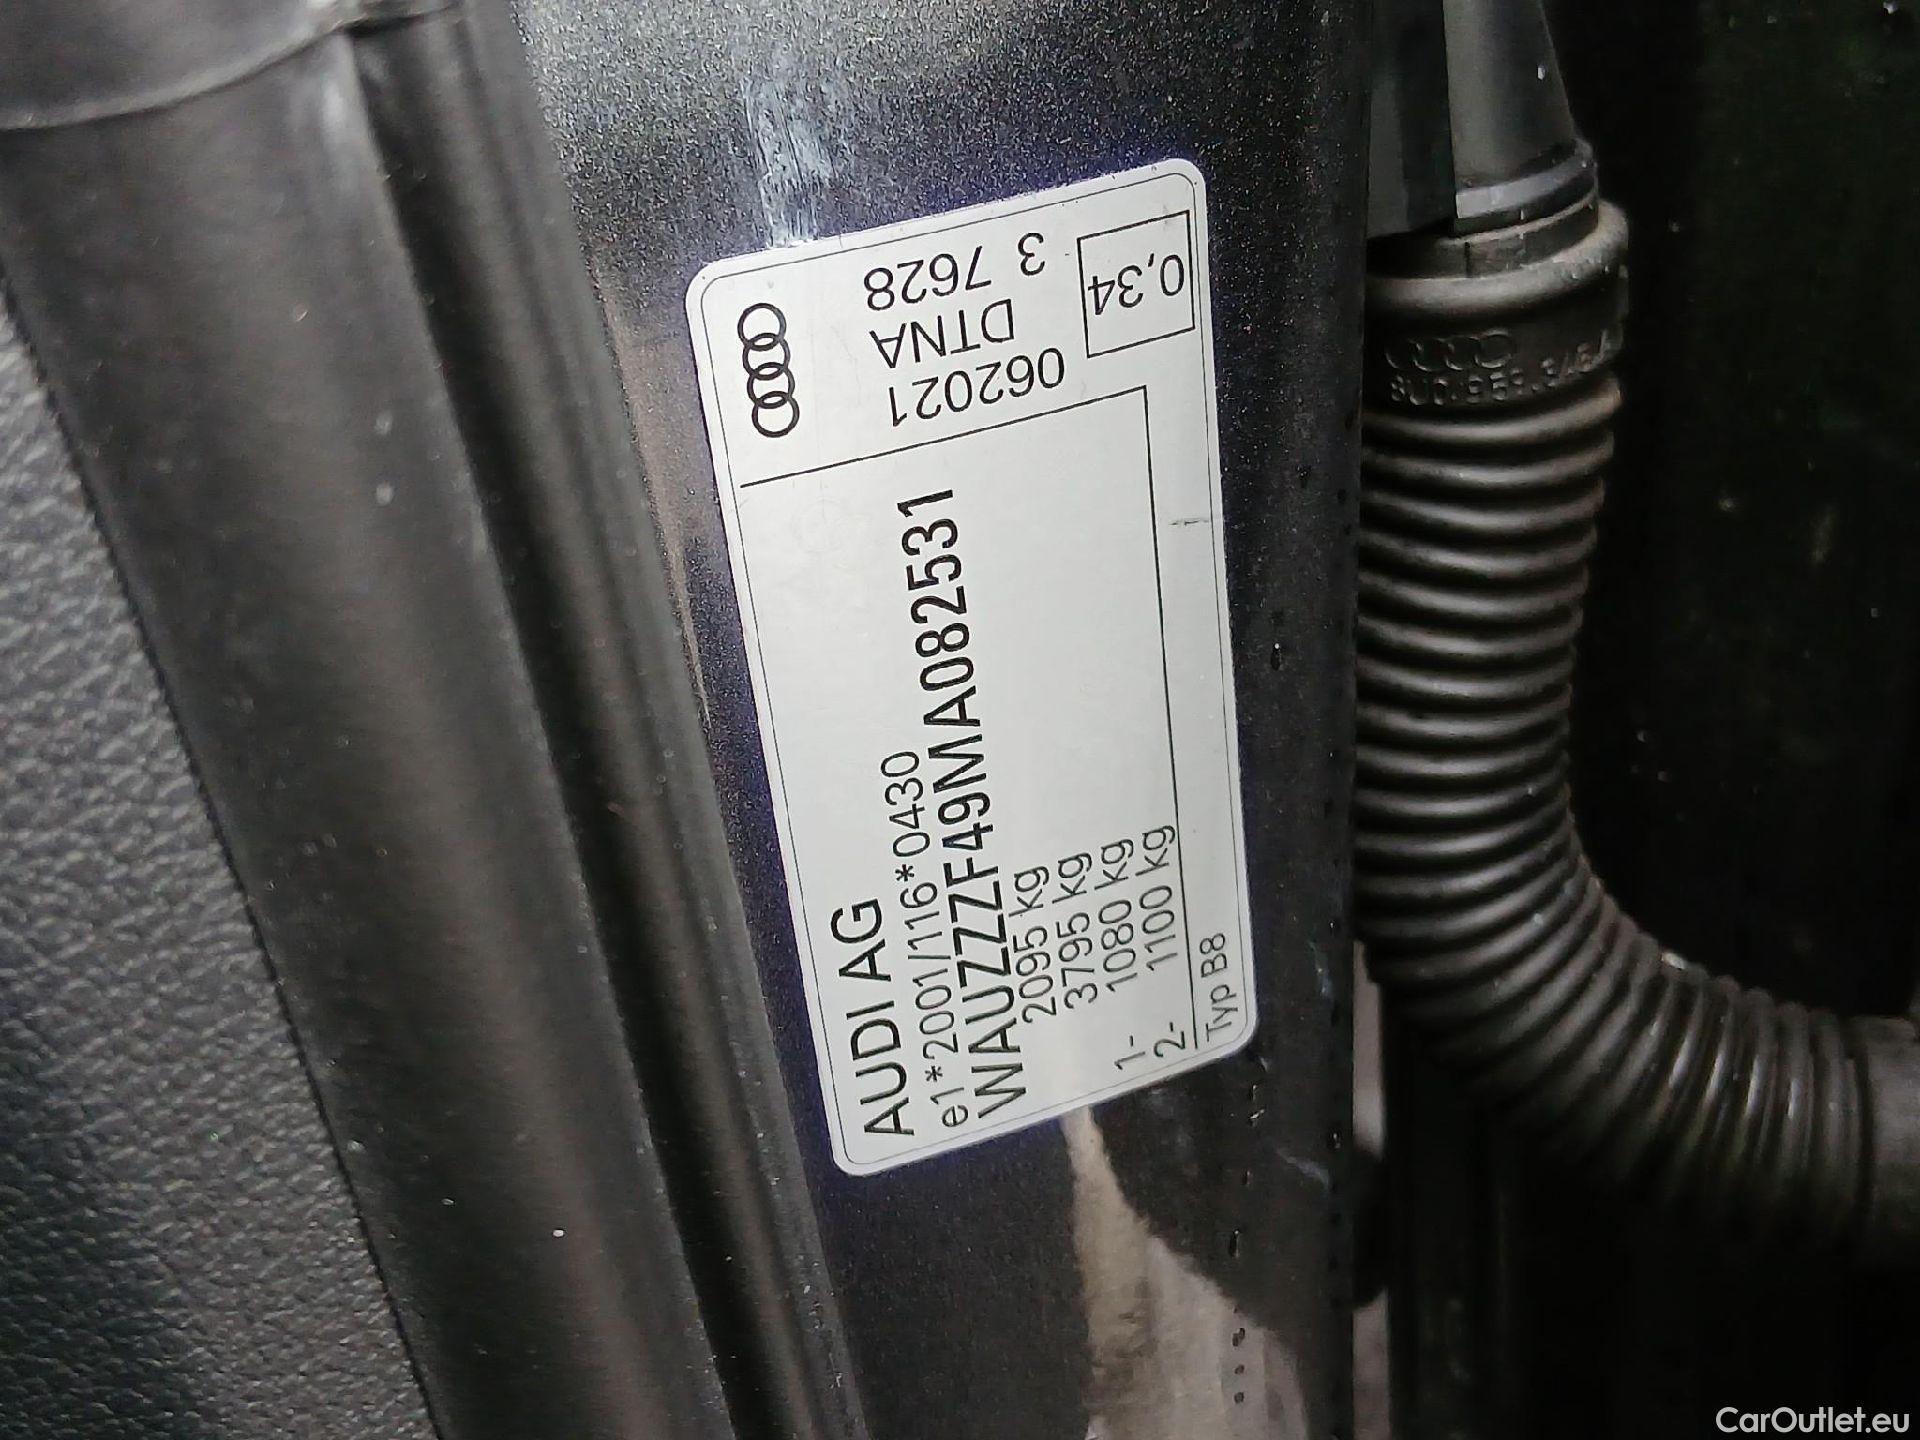 AUDI AG
e1*2001/116*0430
WAUZZZF49MA082531
2095 kg
3795 kg
1- 1080 kg
2- 1100 kg
Typ B8
062021
DTNA
3 7628
0,34
CarOutlet.eu